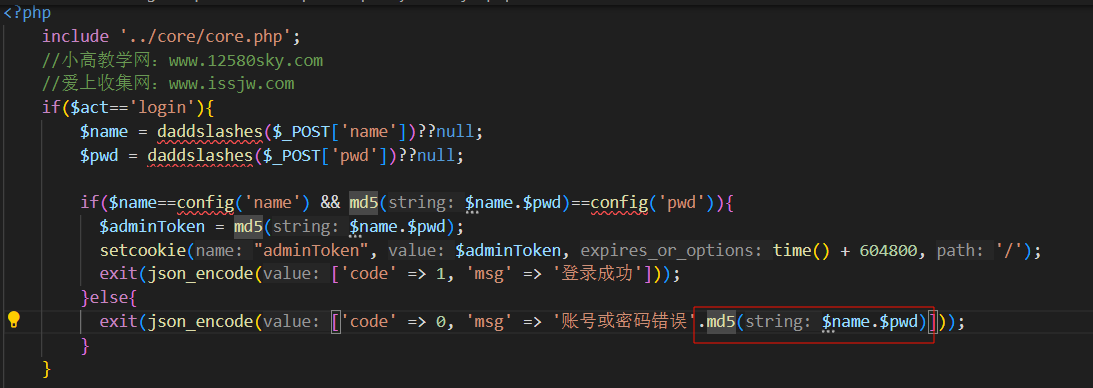 <?php
include '../core/core.php';
//小高教学网：www.12580sky.com
//爱上收集网：www.issjw.com
if($act=='login'){
$name = daddslashes($_POST['name'])??null;
$pwd = daddslashes($_POST['pwd'])??null;
if($name==config('name') && md5(string: $name.$pwd)==config('pwd')){
$adminToken = md5(string: $name.$pwd);
setcookie(name: "adminToken", value: $adminToken, expires_or_options: time() + 604800, path: '/');
exit(json_encode(value: ['code' => 1, 'msg' => '登录成功']));
}else{
exit(json_encode(value: ['code' => 0, 'msg' => '账号或密码错误'.md5(string: $name.$pwd)]));
}
}